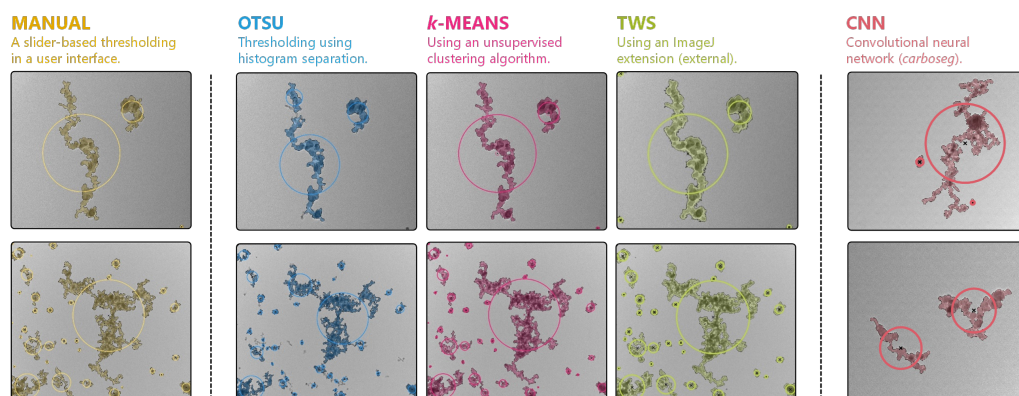 MANUAL
A slider-based thresholding
in a user interface.
OTSU
Thresholding using
histogram separation.
k-MEANS
Using an unsupervised
clustering algorithm.
TWS
Using an ImageJ
extension (external).
CNN
Convolutional neural
network (carboseg).